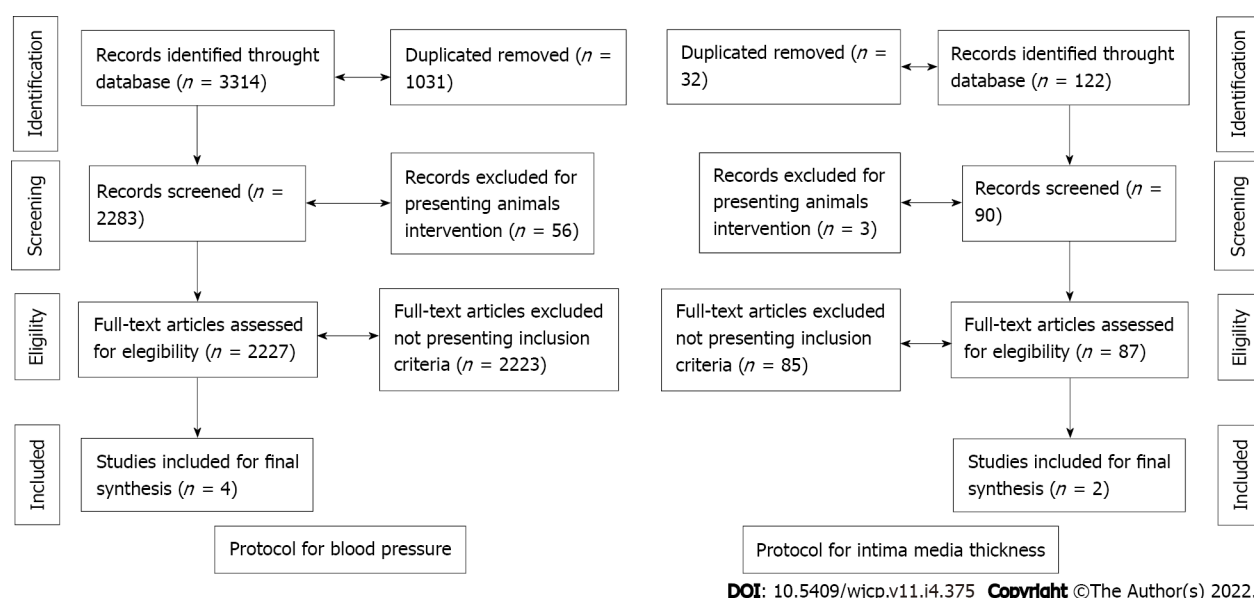 Identification
Records identified throught
database (n = 3314)
Duplicated removed (n =
1031)
Screening
Records screened (n =
2283)
Records excluded for
presenting animals
intervention (n = 56)
Eligility
Full-text articles assessed
for elegibility (n = 2227)
Full-text articles excluded
not presenting inclusion
criteria (n = 2223)
Included
Studies included for final
synthesis (n = 4)
Protocol for blood pressure
Duplicated removed (n =
32)
Records identified throught
database (n = 122)
Identification
Records excluded for
presenting animals
intervention (n = 3)
Records screened (n =
90)
Screening
Full-text articles excluded
not presenting inclusion
criteria (n = 85)
Full-text articles assessed
for elegibility (n = 87)
Eligility
Studies included for final
synthesis (n = 2)
Included
Protocol for intima media thickness
DOI: 10.5409/wjcp.v11.i4.375 Copyright ©The Author(s) 2022.